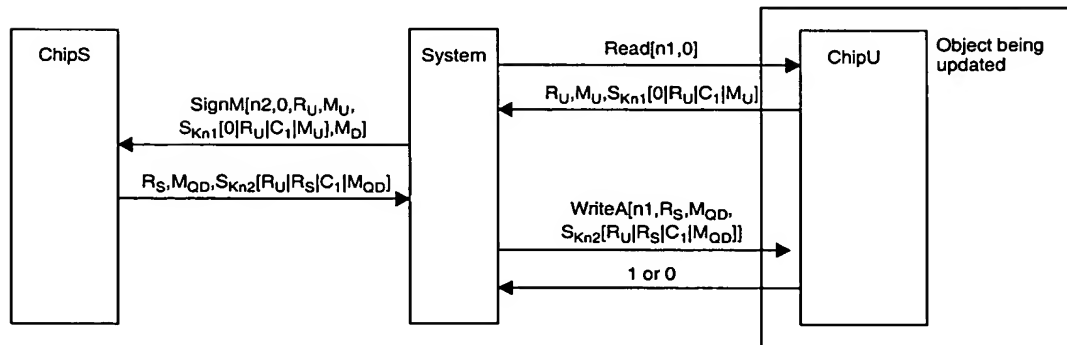 ChipS
System
ChipU
Object being
updated
Read[n1,0]
R_U,M_U,S_Kn1[0|R_U|C_1|M_U]
SignM[n2,0,R_U,M_U,
S_Kn1[0|R_U|C_1|M_U],M_D]
R_S,M_QD,S_Kn2[R_U|R_S|C_1|M_QD]
WriteA[n1,R_S,M_QD,
S_Kn2[R_U|R_S|C_1|M_QD]]
1 or 0